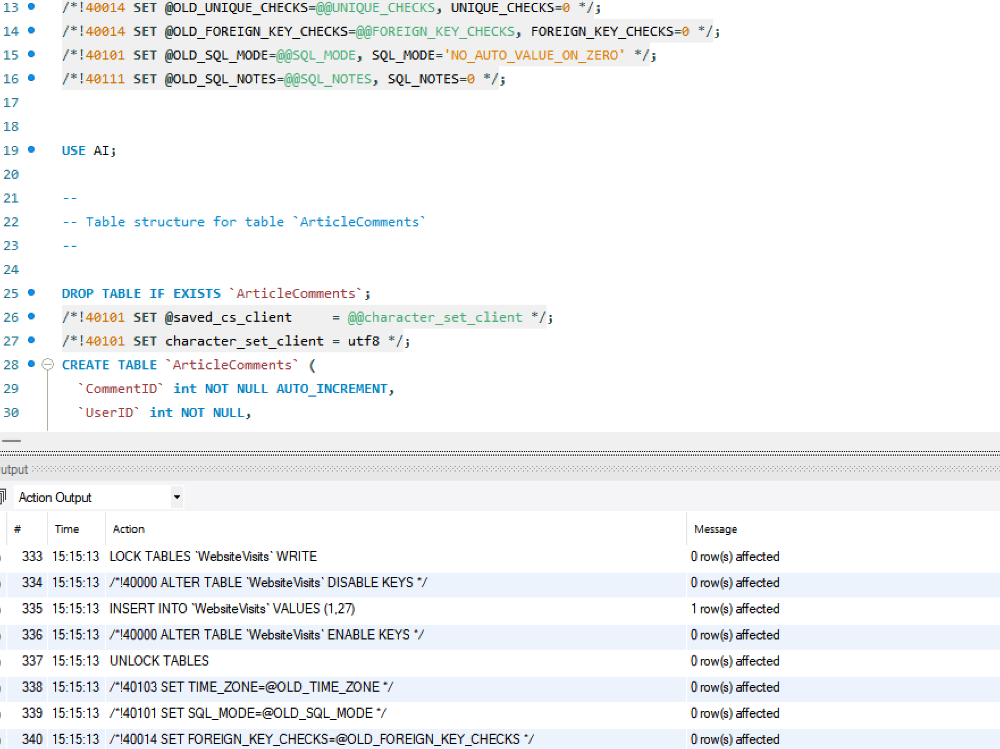 13 /*!40014 SET @OLD_UNIQUE_CHECKS=@@UNIQUE_CHECKS, UNIQUE_CHECKS=0 */;
14 /*!40014 SET @OLD_FOREIGN_KEY_CHECKS=@@FOREIGN_KEY_CHECKS, FOREIGN_KEY_CHECKS=0 */;
15 /*!40101 SET @OLD_SQL_MODE=@@SQL_MODE, SQL_MODE='NO_AUTO_VALUE_ON_ZERO' */;
16 /*!40111 SET @OLD_SQL_NOTES=@@SQL_NOTES, SQL_NOTES=0 */;
17
18
19 USE AI;
20
21 --
22 -- Table structure for table `ArticleComments`
23 --
24
25 DROP TABLE IF EXISTS `ArticleComments`;
26 /*!40101 SET @saved_cs_client     = @@character_set_client */;
27 /*!40101 SET character_set_client = utf8 */;
28 CREATE TABLE `ArticleComments` (
29 `CommentID` int NOT NULL AUTO_INCREMENT,
30 `UserID` int NOT NULL,
utput
Action Output
# Time Action Message
333 15:15:13 LOCK TABLES `WebsiteVisits` WRITE 0 row(s) affected
334 15:15:13 /*!40000 ALTER TABLE `WebsiteVisits` DISABLE KEYS */ 0 row(s) affected
335 15:15:13 INSERT INTO `WebsiteVisits` VALUES (1,27) 1 row(s) affected
336 15:15:13 /*!40000 ALTER TABLE `WebsiteVisits` ENABLE KEYS */ 0 row(s) affected
337 15:15:13 UNLOCK TABLES 0 row(s) affected
338 15:15:13 /*!40103 SET TIME_ZONE=@OLD_TIME_ZONE */ 0 row(s) affected
339 15:15:13 /*!40101 SET SQL_MODE=@OLD_SQL_MODE */ 0 row(s) affected
340 15:15:13 /*!40014 SET FOREIGN_KEY_CHECKS=@OLD_FOREIGN_KEY_CHECKS */ 0 row(s) affected